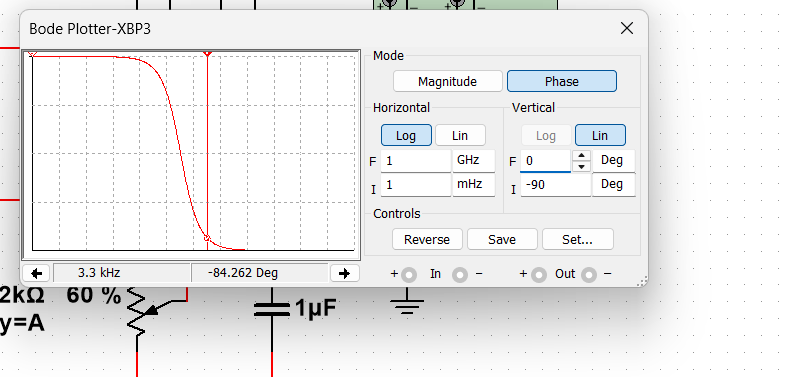 Bode Plotter-XBP3
Mode
Magnitude Phase
Horizontal Vertical
Log Lin Log Lin
F 1 GHz F 0 Deg
I 1 mHz I -90 Deg
Controls
Reverse Save Set...
3.3 kHz -84.262 Deg
+ In − + Out −
2kΩ 60 %
1µF
y=A